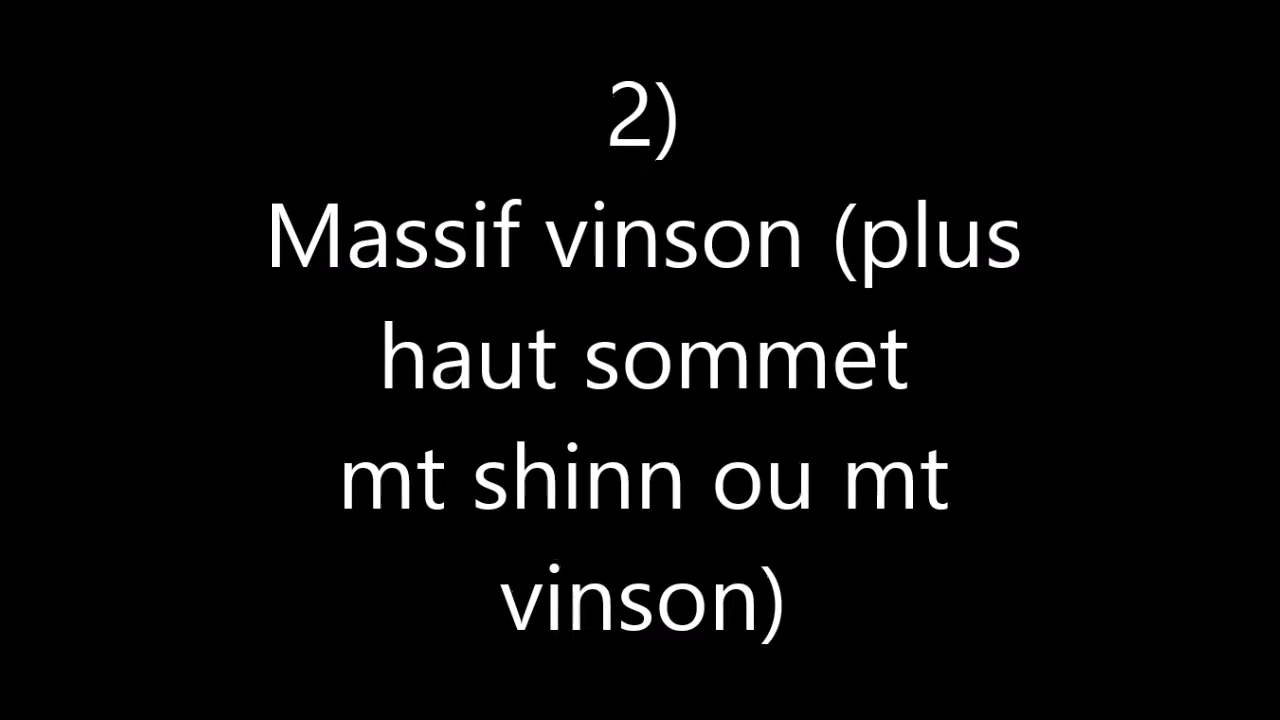 2)
Massif vinson (plus
haut sommet
mt shinn ou mt
vinson)